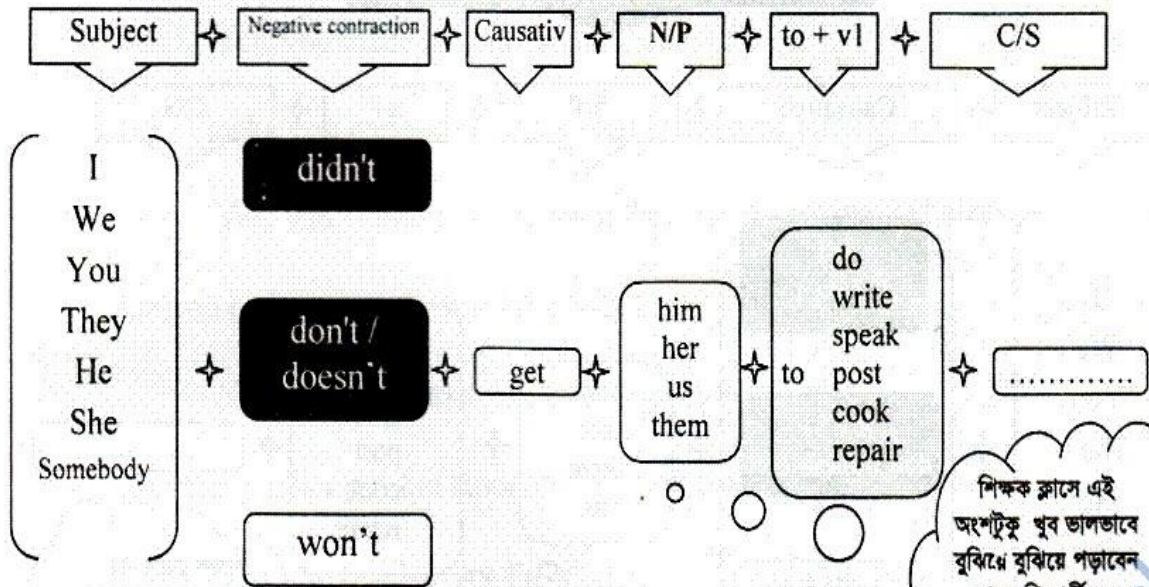 Subject Negative contraction Causativ N/P to + v1 C/S
I
We
You
They
He
She
Somebody
didn't
don't /
doesn't
won't
get
him
her
us
them
to
do
write
speak
post
cook
repair
.............
শিক্ষক ক্লাসে এই
অংশটুকু খুব ভালভাবে
বুঝিয়ে বুঝিয়ে পড়াবেন